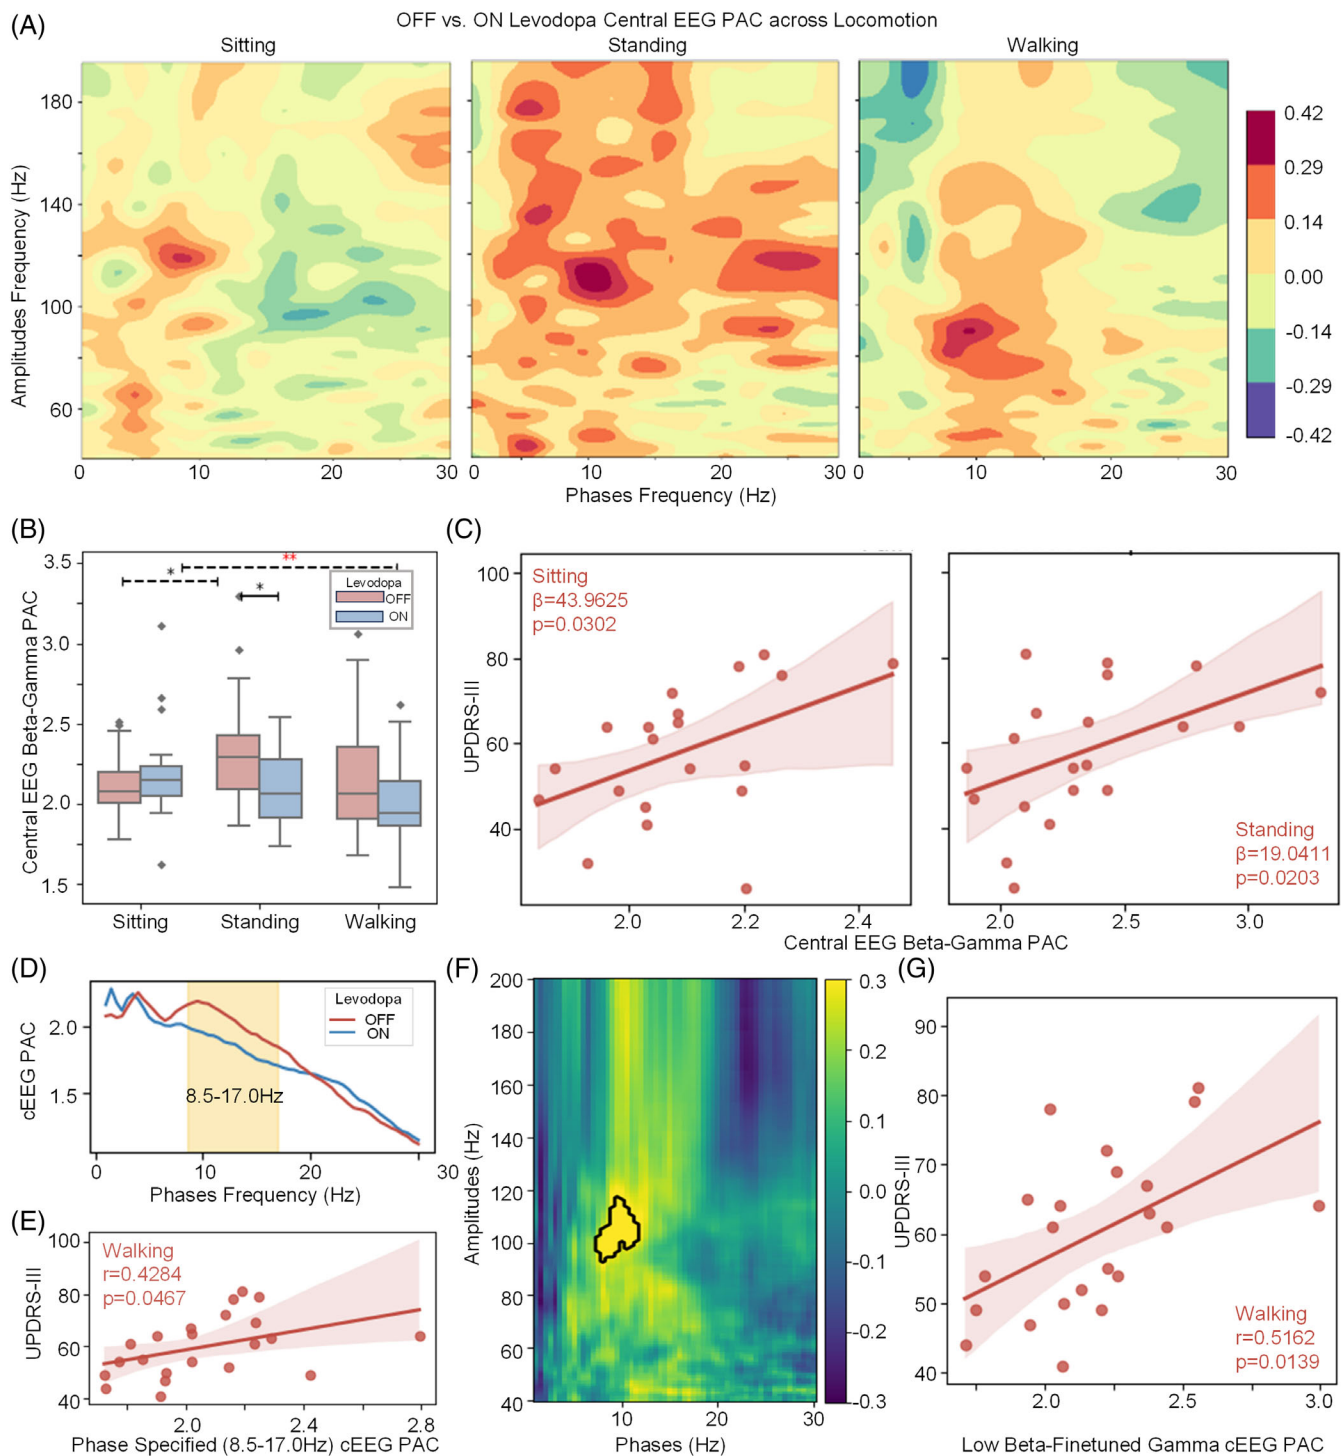 (A)
OFF vs. ON Levodopa Central EEG PAC across Locomotion
Sitting
Standing
Walking
Amplitudes Frequency (Hz)
180
140
100
60
0 10 20 30
0 10 20 30
0 10 20 30
Phases Frequency (Hz)
0.42
0.29
0.14
0.00
-0.14
-0.29
-0.42
(B)
Central EEG Beta-Gamma PAC
3.5
3.0
2.5
2.0
1.5
*
**
*
Levodopa
OFF
ON
Sitting Standing Walking
(C)
UPDRS-III
100
80
60
40
Sitting
β=43.9625
p=0.0302
2.0 2.2 2.4
Standing
β=19.0411
p=0.0203
2.0 2.5 3.0
Central EEG Beta-Gamma PAC
(D)
cEEG PAC
2.0
1.5
Levodopa
OFF
ON
8.5-17.0Hz
0 10 20 30
Phases Frequency (Hz)
(E)
UPDRS-III
100
80
60
40
Walking
r=0.4284
p=0.0467
2.0 2.4 2.8
Phase Specified (8.5-17.0Hz) cEEG PAC
(F)
Amplitudes (Hz)
200
180
160
140
120
100
80
60
40
10 20 30
Phases (Hz)
0.3
0.2
0.1
0.0
-0.1
-0.2
-0.3
(G)
UPDRS-III
90
80
70
60
50
40
Walking
r=0.5162
p=0.0139
2.0 2.5 3.0
Low Beta-Finetuned Gamma cEEG PAC